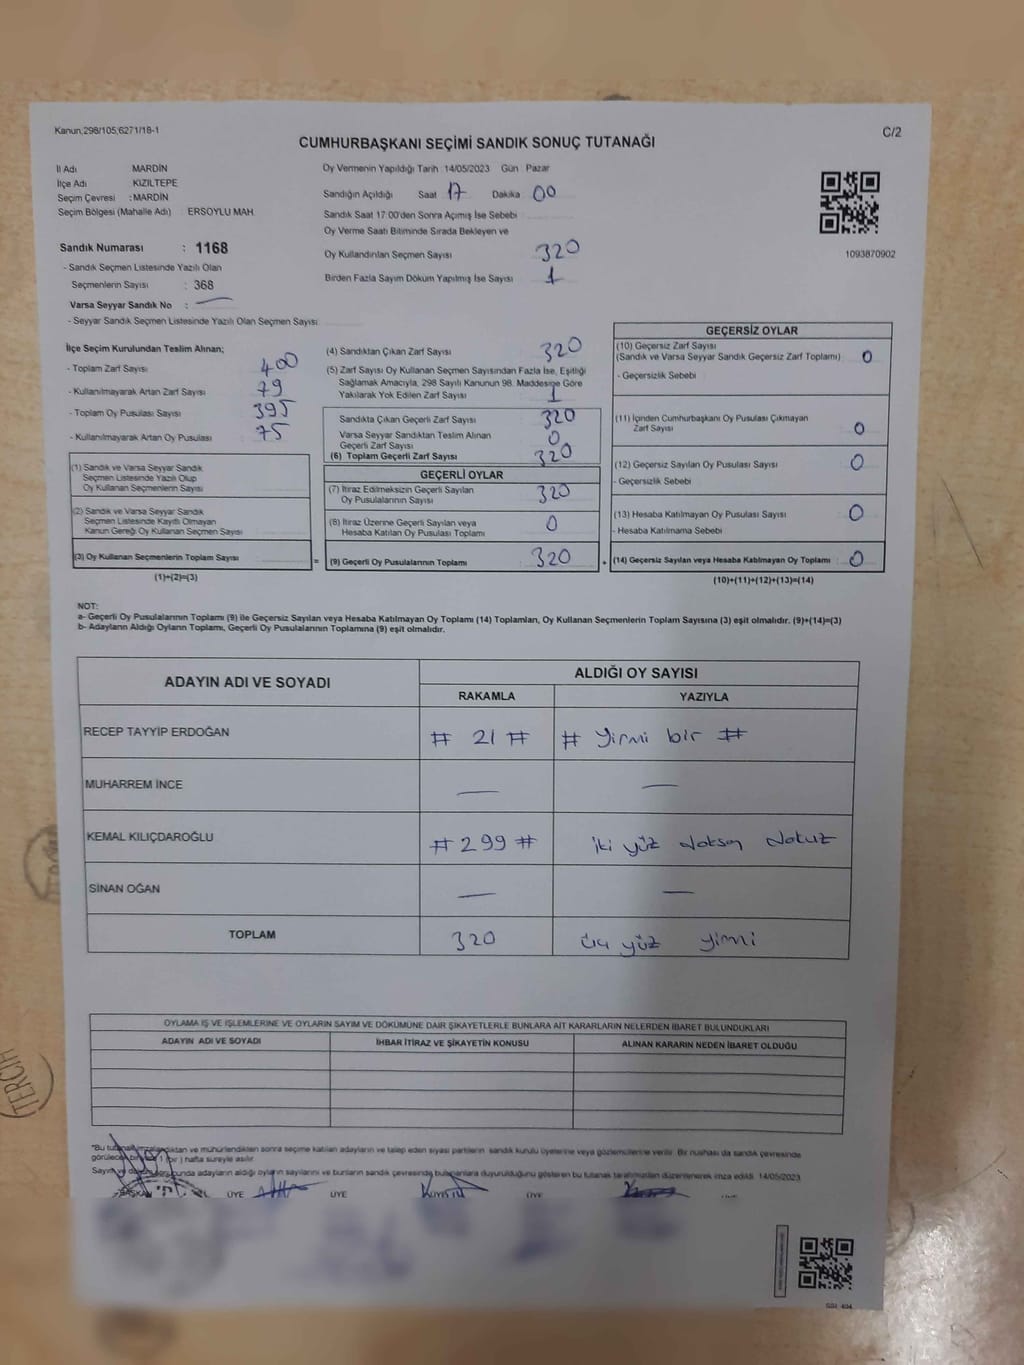 Kanun;298/105;6271/18-1
C/2
CUMHURBAŞKANI SEÇİMİ SANDIK SONUÇ TUTANAĞI
İl Adı MARDİN
İlçe Adı KIZILTEPE
Seçim Çevresi : MARDİN
Seçim Bölgesi (Mahalle Adı) ERSOYLU MAH
Sandık Numarası : 1168
- Sandık Seçmen Listesinde Yazılı Olan
Seçmenlerin Sayısı : 368
Varsa Seyyar Sandık No :
- Seyyar Sandık Seçmen Listesinde Yazılı Olan Seçmen Sayısı
Oy Vermenin Yapıldığı Tarih : 14/05/2023 Gün Pazar
Sandığın Açıldığı Saat 17 Dakika 00
Sandık Saat 17:00'den Sonra Açımış İse Sebebi
Oy Verme Saati Bitiminde Sırada Bekleyen ve
Oy Kullandırılan Seçmen Sayısı 320
Birden Fazla Sayım Döküm Yapılmış İse Sayısı 1
1093870902
İlçe Seçim Kurulundan Teslim Alınan;
- Toplam Zarf Sayısı 400
- Kullanılmayarak Artan Zarf Sayısı 79
- Toplam Oy Pusulası Sayısı 395
- Kullanılmayarak Artan Oy Pusulası 75
(1) Sandık ve Varsa Seyyar Sandık
Seçmen Listesinde Yazılı Olup
Oy Kullanan Seçmenlerin Sayısı
(2) Sandık ve Varsa Seyyar Sandık
Seçmen Listesinde Kayıtlı Olmayan
Kanun Gereği Oy Kullanan Seçmen Sayısı
(3) Oy Kullanan Seçmenlerin Toplam Sayısı
(1)+(2)=(3)
(4) Sandıktan Çıkan Zarf Sayısı 320
(5) Zarf Sayısı Oy Kullanan Seçmen Sayısından Fazla İse, Eşitliği
Sağlamak Amacıyla, 298 Sayılı Kanunun 98. Maddesine Göre
Yakılarak Yok Edilen Zarf Sayısı 1
Sandıkta Çıkan Geçerli Zarf Sayısı 320
Varsa Seyyar Sandıktan Teslim Alınan
Geçerli Zarf Sayısı 0
(6) Toplam Geçerli Zarf Sayısı 320
GEÇERLİ OYLAR
(7) İtiraz Edilmeksizin Geçerli Sayılan
Oy Pusulalarının Sayısı 320
(8) İtiraz Üzerine Geçerli Sayılan veya
Hesaba Katılan Oy Pusulası Toplamı 0
= (9) Geçerli Oy Pusulalarının Toplamı 320 +
GEÇERSİZ OYLAR
(10) Geçersiz Zarf Sayısı
(Sandık ve Varsa Seyyar Sandık Geçersiz Zarf Toplamı) 0
- Geçersizlik Sebebi
(11) İçinden Cumhurbaşkanı Oy Pusulası Çıkmayan
Zarf Sayısı 0
(12) Geçersiz Sayılan Oy Pusulası Sayısı 0
- Geçersizlik Sebebi
(13) Hesaba Katılmayan Oy Pusulası Sayısı 0
- Hesaba Katılmama Sebebi
(14) Geçersiz Sayılan veya Hesaba Katılmayan Oy Toplamı : 0
(10)+(11)+(12)+(13)=(14)
NOT:
a- Geçerli Oy Pusulalarının Toplamı (9) ile Geçersiz Sayılan veya Hesaba Katılmayan Oy Toplamı (14) Toplamları, Oy Kullanan Seçmenlerin Toplam Sayısına (3) eşit olmalıdır. (9)+(14)=(3)
b- Adayların Aldığı Oyların Toplamı, Geçerli Oy Pusulalarının Toplamına (9) eşit olmalıdır.
ADAYIN ADI VE SOYADI
ALDIĞI OY SAYISI
RAKAMLA YAZIYLA
RECEP TAYYİP ERDOĞAN # 21 # # yirmi bir #
MUHARREM İNCE — —
KEMAL KILIÇDAROĞLU # 299 # iki yüz doksan dokuz
SİNAN OĞAN — —
TOPLAM 320 üç yüz yirmi
OYLAMA İŞ VE İŞLEMLERİNE VE OYLARIN SAYIM VE DÖKÜMÜNE DAİR ŞİKAYETLERLE BUNLARA AİT KARARLARIN NELERDEN İBARET BULUNDUKLARI
ADAYIN ADI VE SOYADI İHBAR İTİRAZ VE ŞİKAYETİN KONUSU ALINAN KARARIN NEDEN İBARET OLDUĞU
*Bu tutanak imzalandıktan ve mühürlendikten sonra seçime katılan adayların ve talep eden siyasi partilerin sandık kurulu üyelerine veya gözlemcilerine verilir. Bir nüshası da sandık çevresinde
görülecek bir yere 1 (bir) hafta süreyle asılır.
Sayım ve döküm sonunda adayların aldığı oyların sayılarını ve bunların sandık çevresinde bulunanlara duyurulduğunu gösteren bu tutanak tarafımızdan düzenlenerek imza edildi. 14/05/2023
BAŞKAN ÜYE ÜYE ÜYE
TERCİH